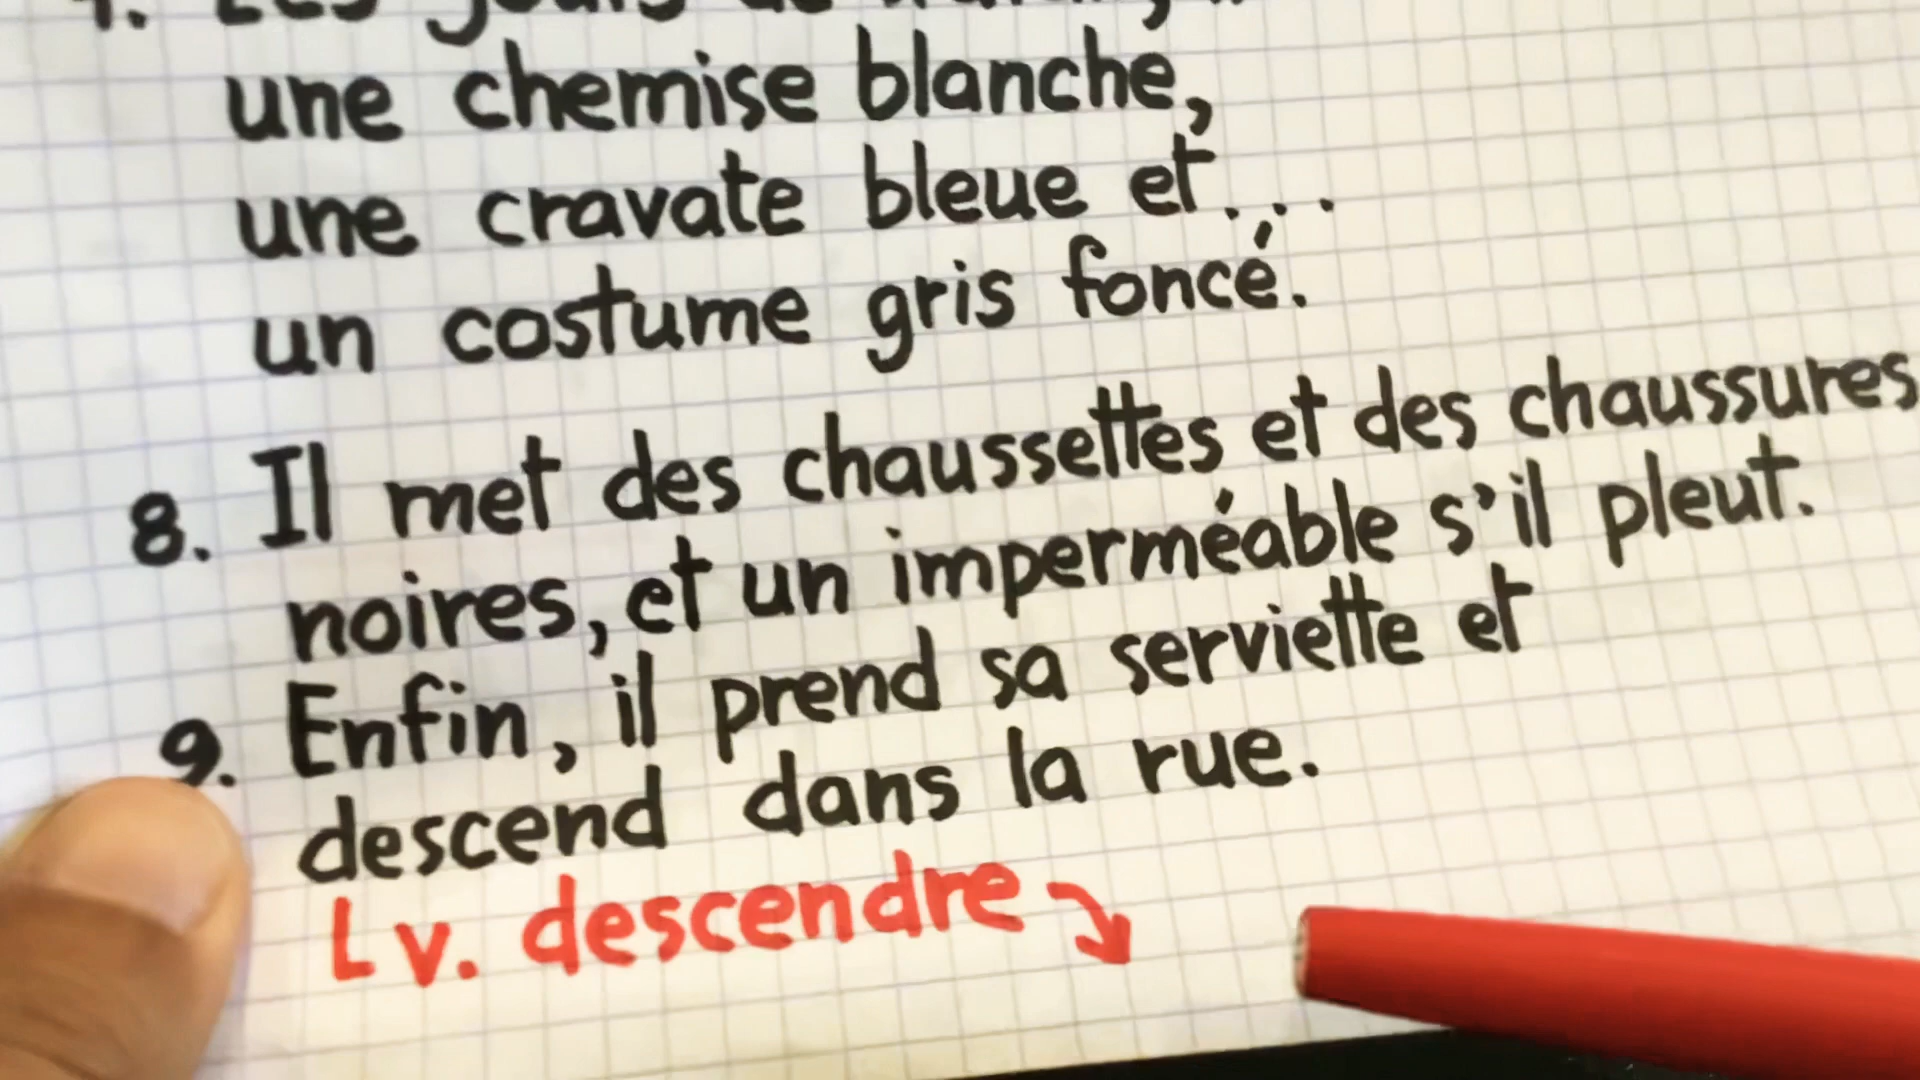 une chemise blanche,
une cravate bleue et...
un costume gris foncé.
8. Il met des chaussettes et des chaussures
noires, et un imperméable s'il pleut.
9. Enfin, il prend sa serviette et
descend dans la rue.
v. descendre